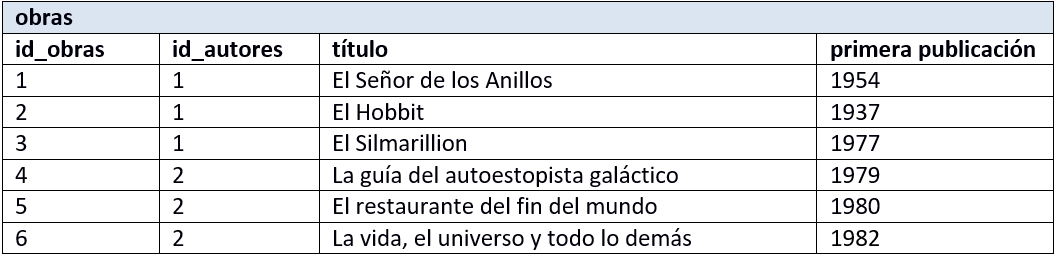 obras
id_obras id_autores título primera publicación
1 1 El Señor de los Anillos 1954
2 1 El Hobbit 1937
3 1 El Silmarillion 1977
4 2 La guía del autoestopista galáctico 1979
5 2 El restaurante del fin del mundo 1980
6 2 La vida, el universo y todo lo demás 1982